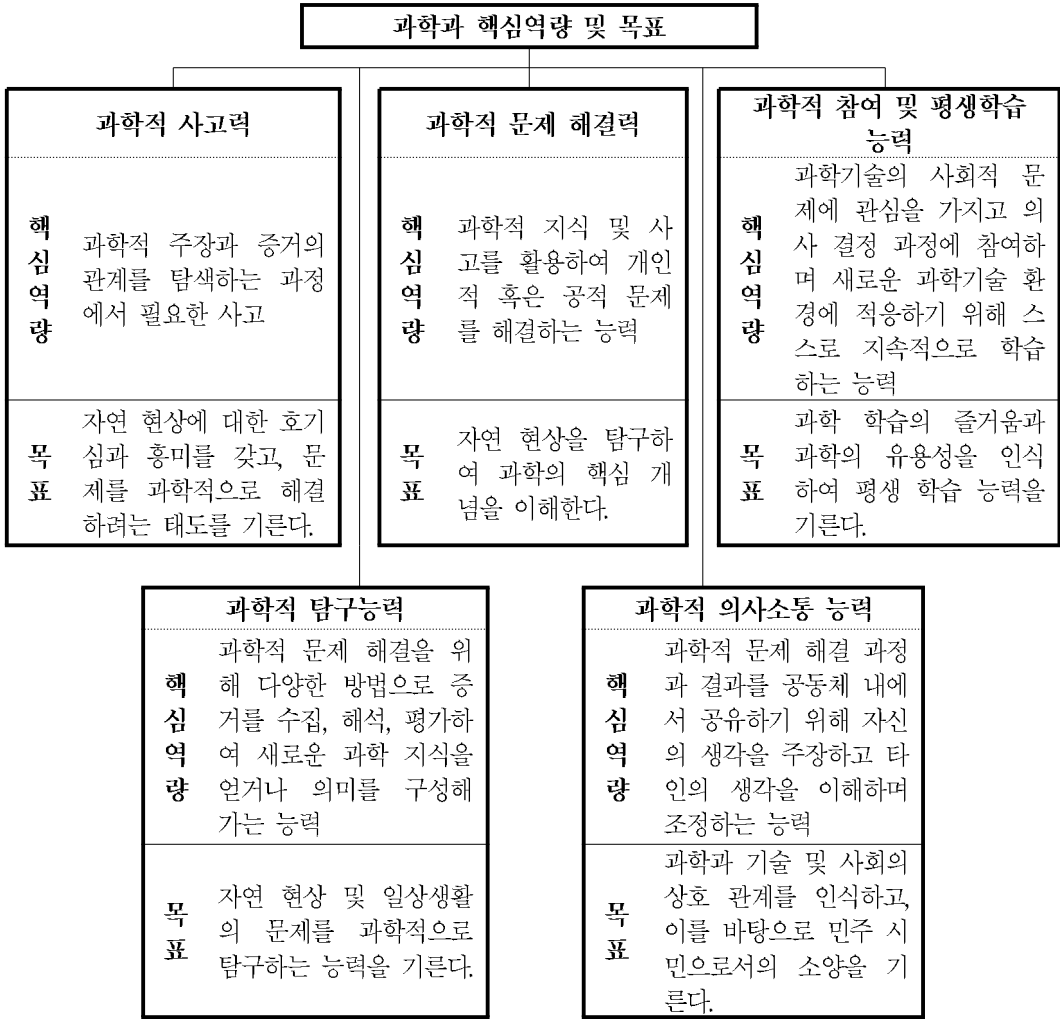 과학과 핵심역량 및 목표
과학적 사고력
핵
심
역
량
과학적 주장과 증거의
관계를 탐색하는 과정
에서 필요한 사고
목
표
자연 현상에 대한 호기
심과 흥미를 갖고, 문
제를 과학적으로 해결
하려는 태도를 기른다.
과학적 문제 해결력
핵
심
역
량
과학적 지식 및 사
고를 활용하여 개인
적 혹은 공적 문제
를 해결하는 능력
목
표
자연 현상을 탐구하
여 과학의 핵심 개
념을 이해한다.
과학적 참여 및 평생학습
능력
핵
심
역
량
과학기술의 사회적 문
제에 관심을 가지고 의
사 결정 과정에 참여하
며 새로운 과학기술 환
경에 적응하기 위해 스
스로 지속적으로 학습
하는 능력
목
표
과학 학습의 즐거움과
과학의 유용성을 인식
하여 평생 학습 능력을
기른다.
과학적 탐구능력
핵
심
역
량
과학적 문제 해결을 위
해 다양한 방법으로 증
거를 수집, 해석, 평가하
여 새로운 과학 지식을
얻거나 의미를 구성해
가는 능력
목
표
자연 현상 및 일상생활
의 문제를 과학적으로
탐구하는 능력을 기른다.
과학적 의사소통 능력
핵
심
역
량
과학적 문제 해결 과정
과 결과를 공동체 내에
서 공유하기 위해 자신
의 생각을 주장하고 타
인의 생각을 이해하며
조정하는 능력
목
표
과학과 기술 및 사회의
상호 관계를 인식하고,
이를 바탕으로 민주 시
민으로서의 소양을 기
른다.